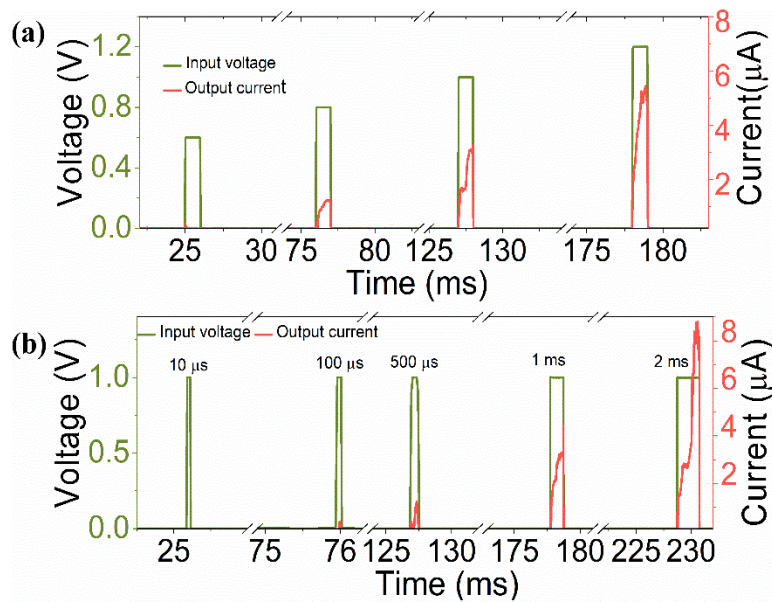 (a)
Voltage (V)
1.2
0.8
0.4
0.0
Input voltage
Output current
8
6
4
2
Current(μA)
25 30 75 80 125 130 175 180
Time (ms)
(b)
Voltage (V)
1.0
0.5
0.0
Input voltage Output current
10 μs 100 μs 500 μs 1 ms 2 ms
8
6
4
2
Current (μA)
25 75 76 125 130 175 180 225 230
Time (ms)